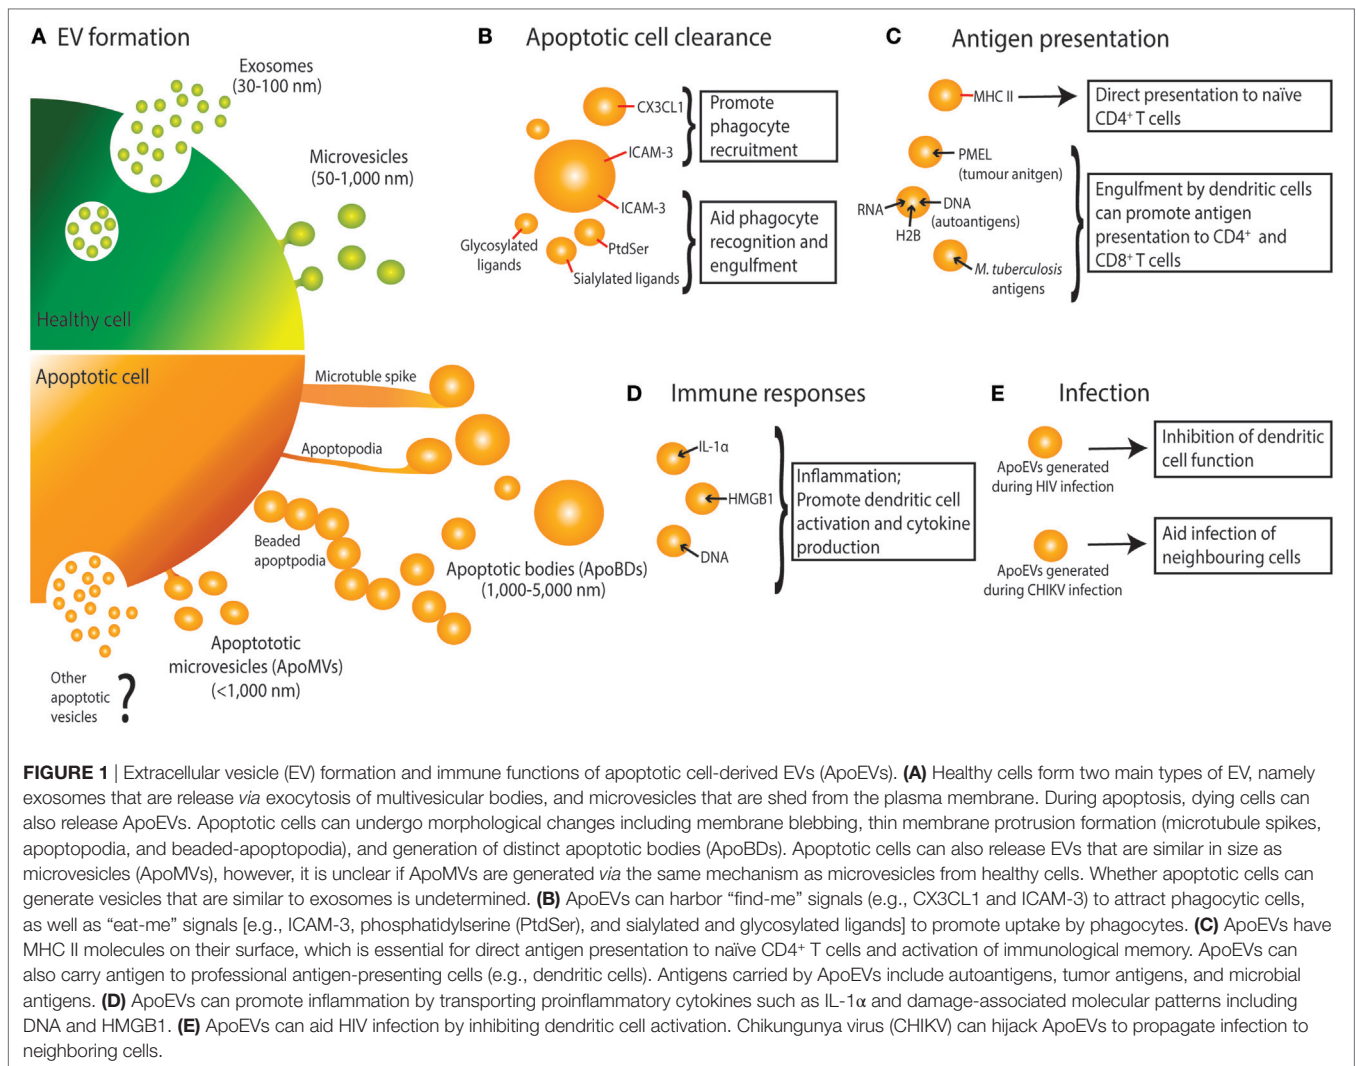 A EV formation
Exosomes
(30-100 nm)
Microvesicles
(50-1,000 nm)
Healthy cell
Apoptotic cell
Microtuble spike
Apoptopodia
Beaded
apoptpodia
Apoptotic bodies (ApoBDs)
(1,000-5,000 nm)
Apoptototic
microvesicles (ApoMVs)
(<1,000 nm)
Other
apoptotic
vesicles
?
B Apoptotic cell clearance
CX3CL1
ICAM-3
Promote
phagocyte
recruitment
ICAM-3
Glycosylated
ligands
PtdSer
Sialylated ligands
Aid phagocyte
recognition and
engulfment
C Antigen presentation
MHC II
Direct presentation to naïve
CD4⁺ T cells
PMEL
(tumour anitgen)
RNA
DNA
(autoantigens)
H2B
M. tuberculosis
antigens
Engulfment by dendritic cells
can promote antigen
presentation to CD4⁺ and
CD8⁺ T cells
D Immune responses
IL-1α
HMGB1
DNA
Inflammation;
Promote dendritic cell
activation and cytokine
production
E Infection
ApoEVs generated
during HIV infection
Inhibition of dendritic
cell function
ApoEVs generated
during CHIKV infection
Aid infection of
neighbouring cells
FIGURE 1 | Extracellular vesicle (EV) formation and immune functions of apoptotic cell-derived EVs (ApoEVs). (A) Healthy cells form two main types of EV, namely
exosomes that are release via exocytosis of multivesicular bodies, and microvesicles that are shed from the plasma membrane. During apoptosis, dying cells can
also release ApoEVs. Apoptotic cells can undergo morphological changes including membrane blebbing, thin membrane protrusion formation (microtubule spikes,
apoptopodia, and beaded-apoptopodia), and generation of distinct apoptotic bodies (ApoBDs). Apoptotic cells can also release EVs that are similar in size as
microvesicles (ApoMVs), however, it is unclear if ApoMVs are generated via the same mechanism as microvesicles from healthy cells. Whether apoptotic cells can
generate vesicles that are similar to exosomes is undetermined. (B) ApoEVs can harbor “find-me” signals (e.g., CX3CL1 and ICAM-3) to attract phagocytic cells,
as well as “eat-me” signals [e.g., ICAM-3, phosphatidylserine (PtdSer), and sialylated and glycosylated ligands] to promote uptake by phagocytes. (C) ApoEVs have
MHC II molecules on their surface, which is essential for direct antigen presentation to naïve CD4⁺ T cells and activation of immunological memory. ApoEVs can
also carry antigen to professional antigen-presenting cells (e.g., dendritic cells). Antigens carried by ApoEVs include autoantigens, tumor antigens, and microbial
antigens. (D) ApoEVs can promote inflammation by transporting proinflammatory cytokines such as IL-1α and damage-associated molecular patterns including
DNA and HMGB1. (E) ApoEVs can aid HIV infection by inhibiting dendritic cell activation. Chikungunya virus (CHIKV) can hijack ApoEVs to propagate infection to
neighboring cells.